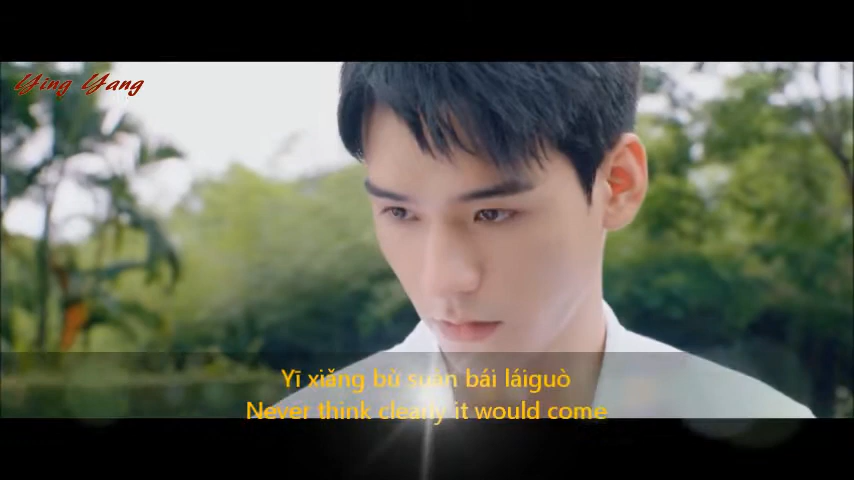 Ying Yang
Yī xiǎng bù suàn bái láiguò
Never think clearly it would come